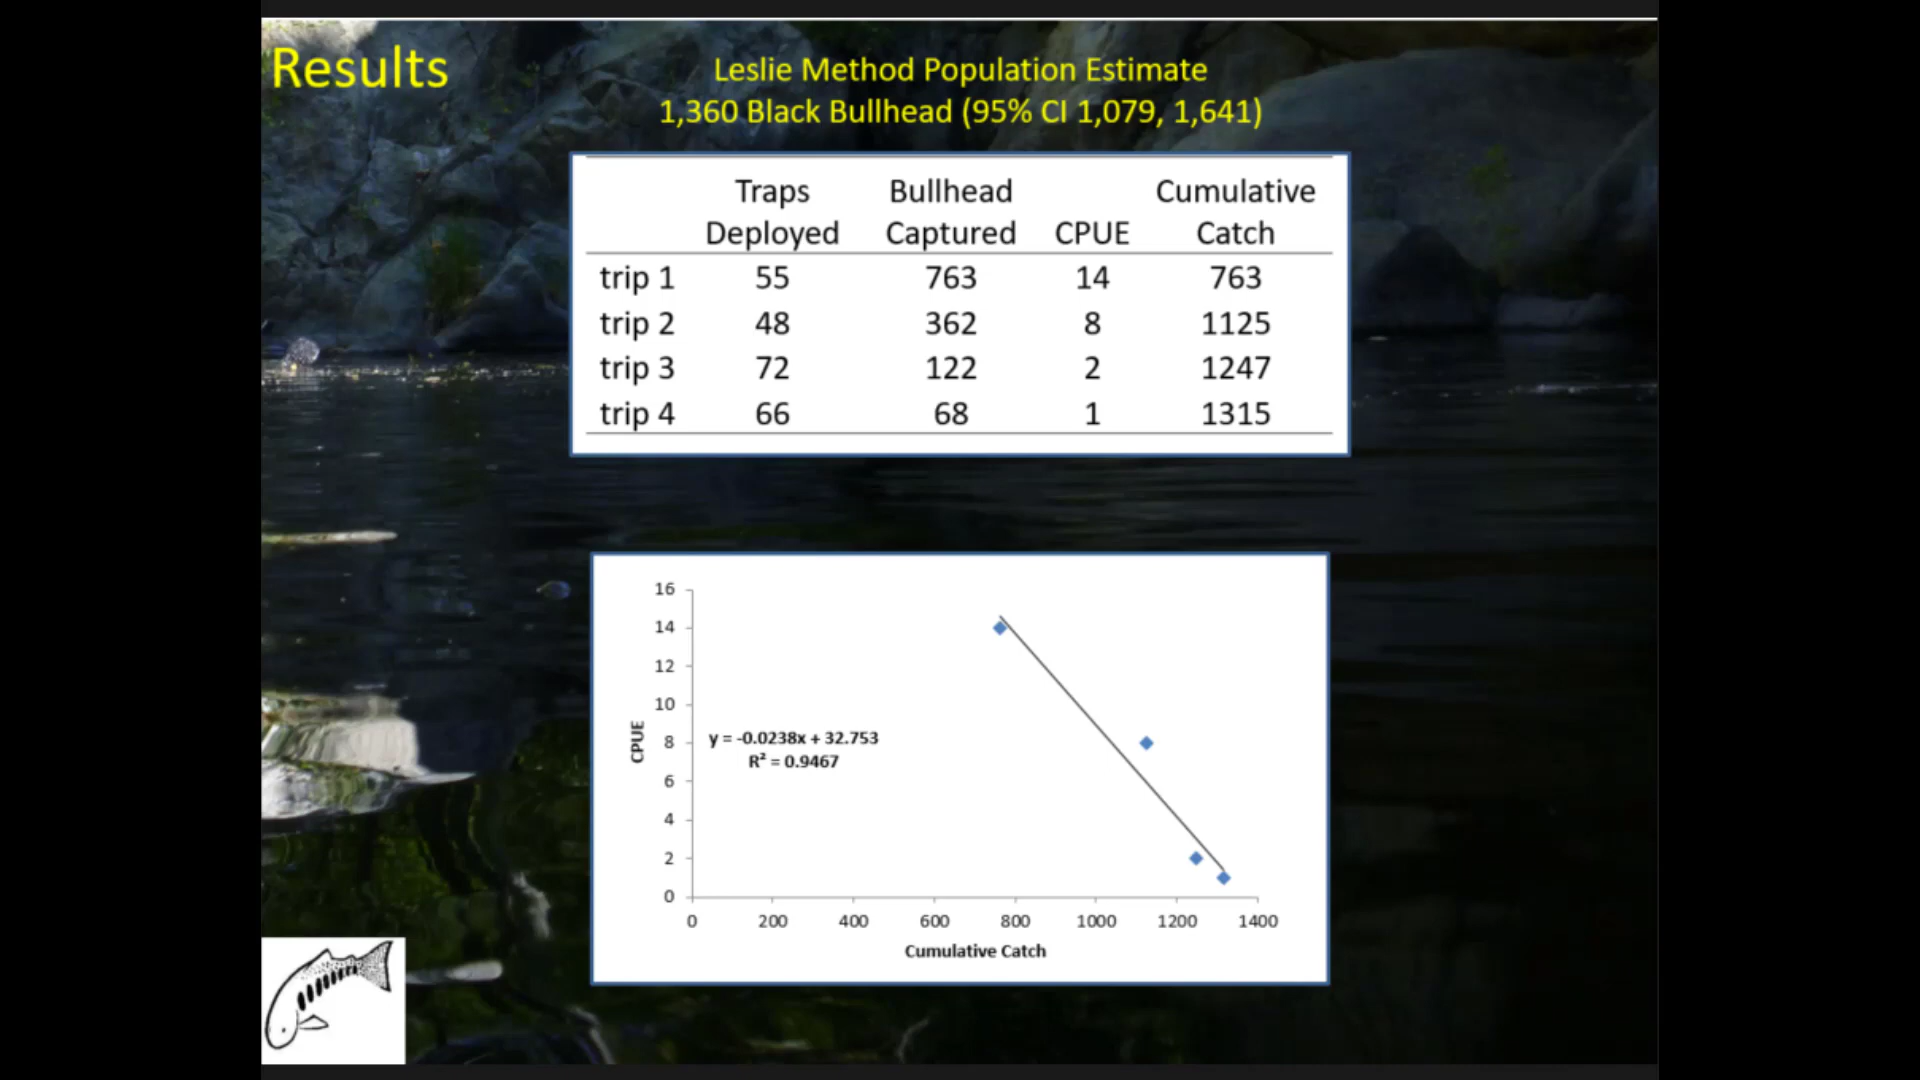 Results
Leslie Method Population Estimate
1,360 Black Bullhead (95% CI 1,079, 1,641)
Traps Bullhead Cumulative
Deployed Captured CPUE Catch
trip 1 55 763 14 763
trip 2 48 362 8 1125
trip 3 72 122 2 1247
trip 4 66 68 1 1315
16
14
12
10
8
6
4
2
0
CPUE
y = -0.0238x + 32.753
R² = 0.9467
0 200 400 600 800 1000 1200 1400
Cumulative Catch